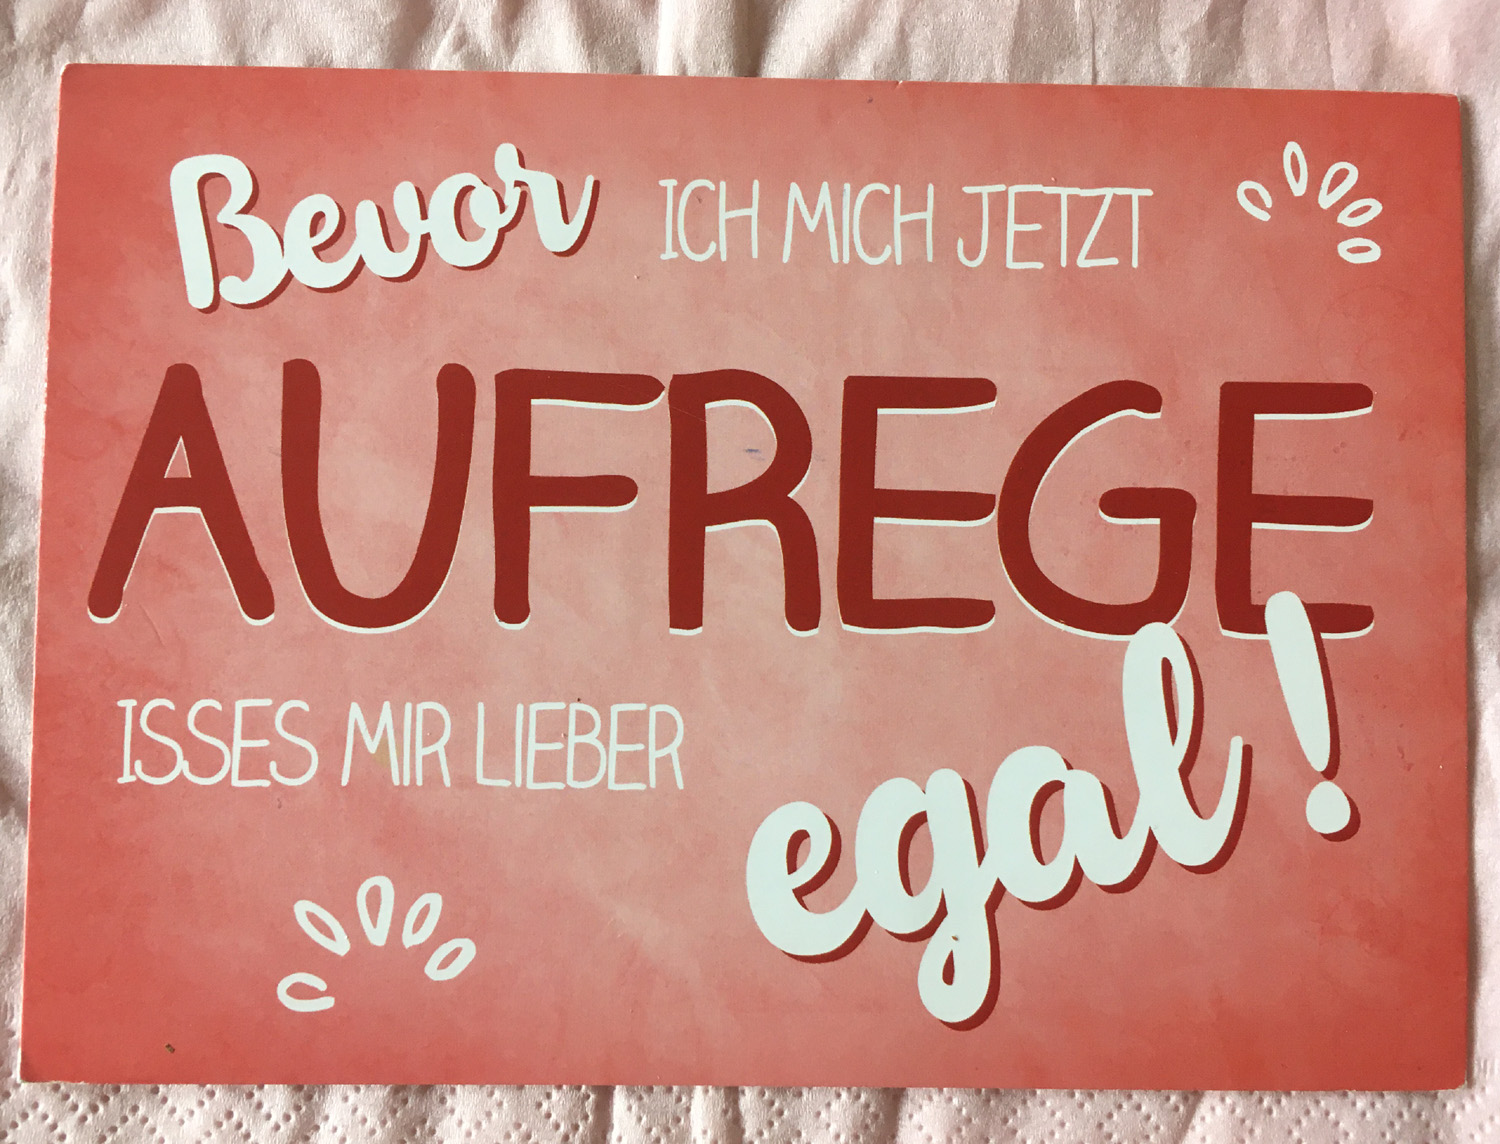 Bevor ICH MICH JETZT
AUFREGE
ISSES MIR LIEBER
egal!